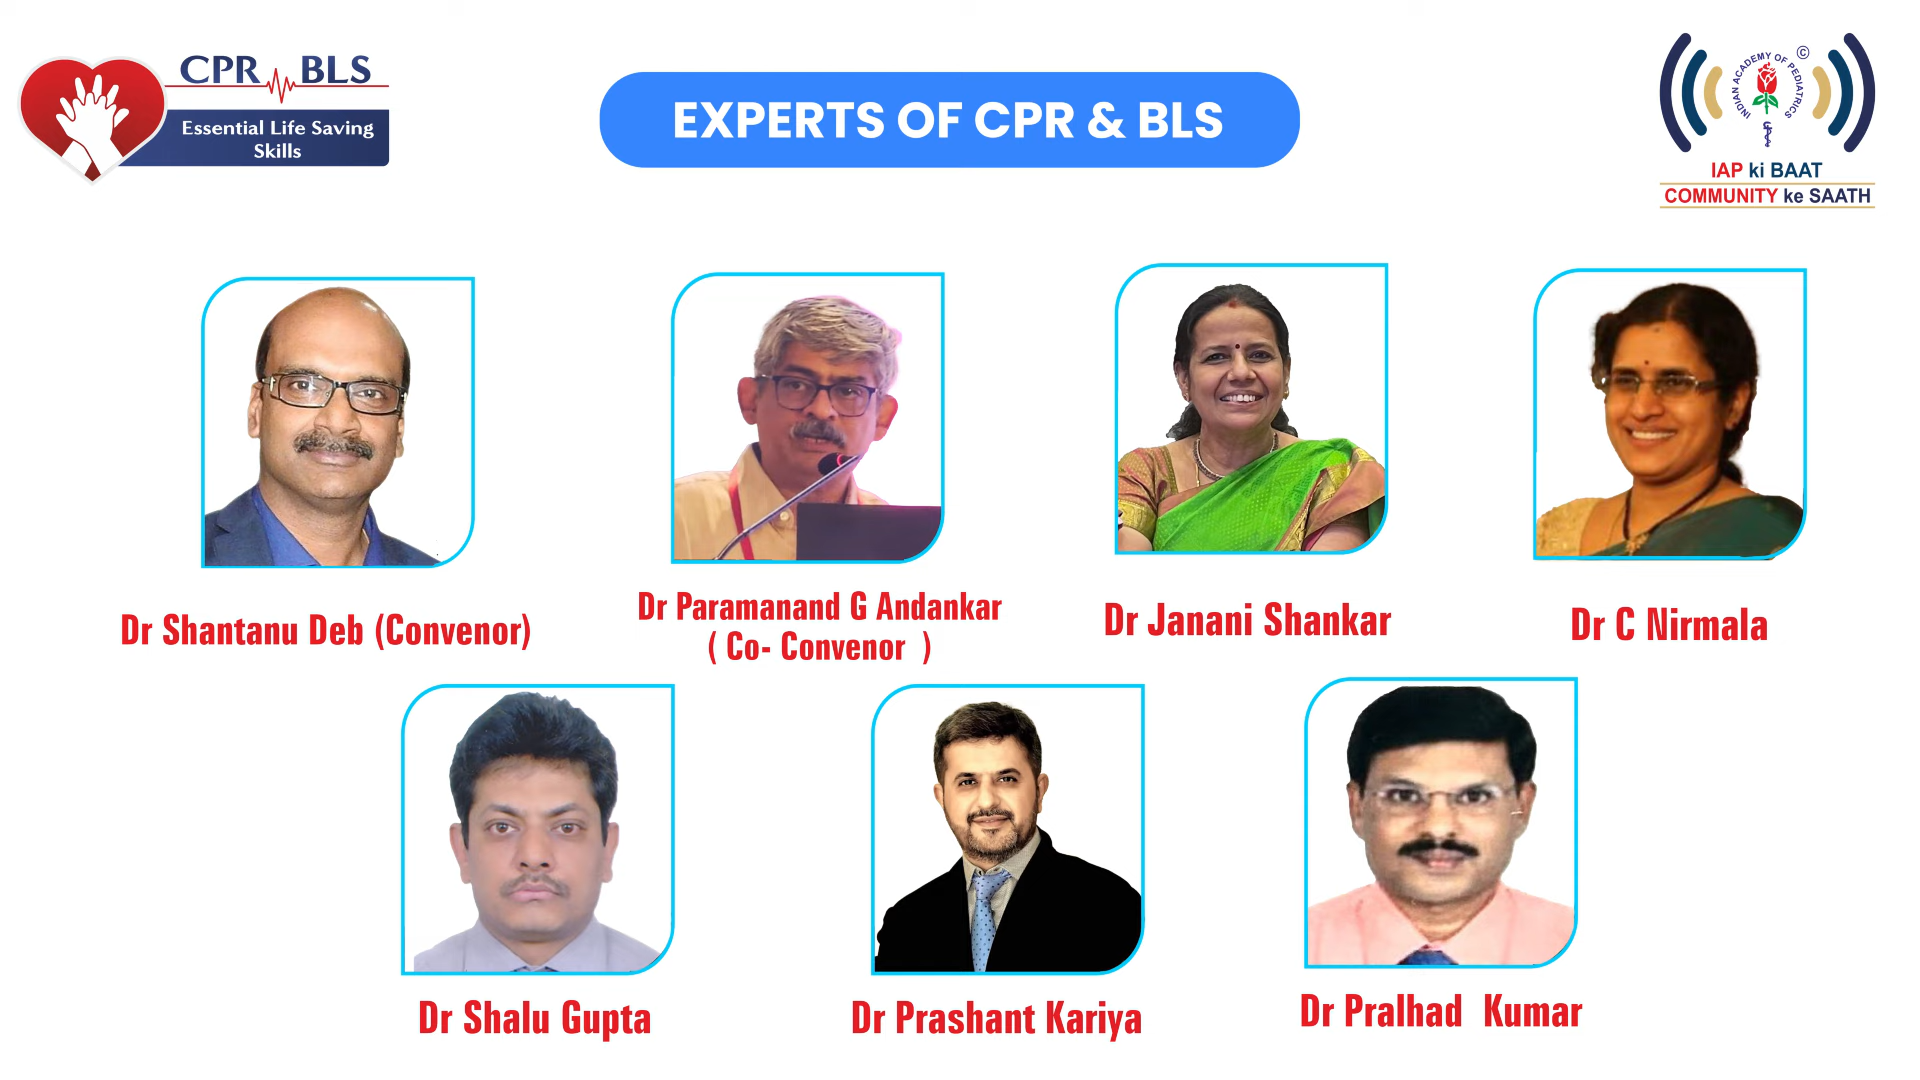 CPR BLS
Essential Life Saving
Skills
EXPERTS OF CPR & BLS
©
INDIAN ACADEMY OF PEDIATRICS
IAP ki BAAT
COMMUNITY ke SAATH
Dr Shantanu Deb (Convenor)
Dr Paramanand G Andankar
( Co- Convenor )
Dr Janani Shankar
Dr C Nirmala
Dr Shalu Gupta
Dr Prashant Kariya
Dr Pralhad Kumar